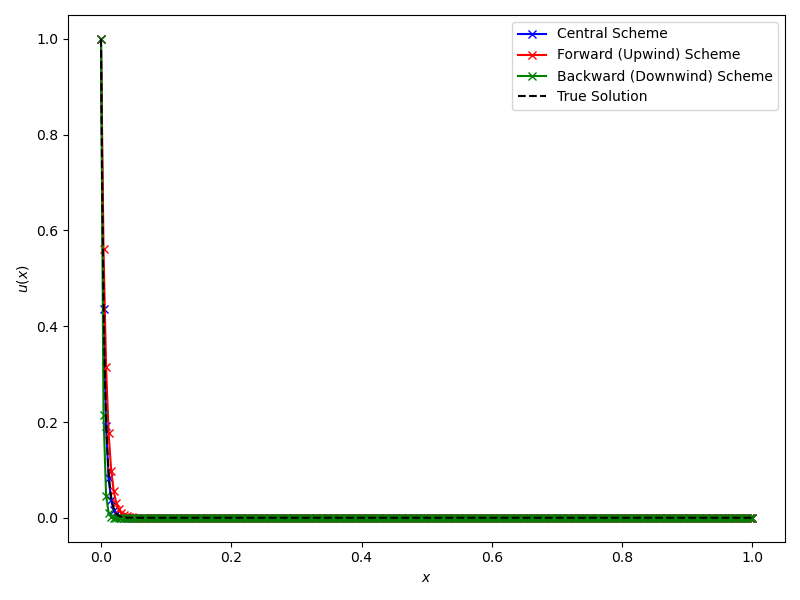 Central Scheme
Forward (Upwind) Scheme
Backward (Downwind) Scheme
True Solution
1.0
0.8
0.6
0.4
0.2
0.0
u(x)
0.0 0.2 0.4 0.6 0.8 1.0
x